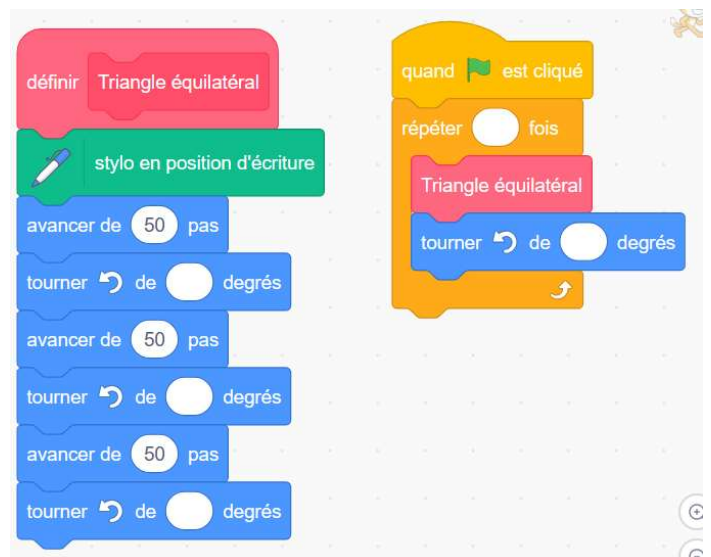 définir Triangle équilatéral
stylo en position d'écriture
avancer de 50 pas
tourner de degrés
avancer de 50 pas
tourner de degrés
avancer de 50 pas
tourner de degrés
quand est cliqué
répéter fois
Triangle équilatéral
tourner de degrés